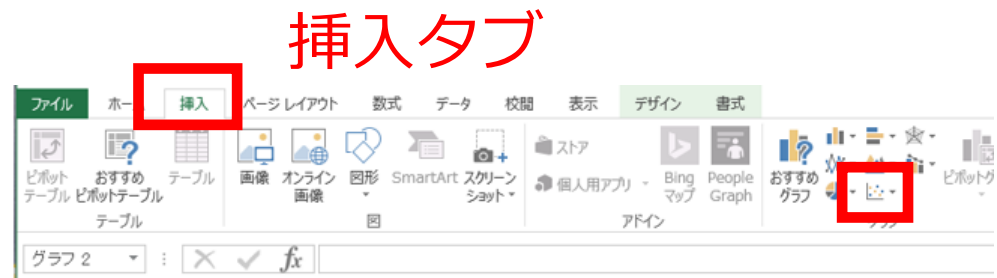 挿入タブ
ファイル ホーム 挿入 ページ レイアウト 数式 データ 校閲 表示 デザイン 書式
ピボット テーブル
おすすめ ピボットテーブル
テーブル
画像
オンライン 画像
図形
SmartArt
スクリーン ショット
ストア
個人用アプリ
Bing マップ
People Graph
おすすめ グラフ
テーブル 図 アドイン
グラフ 2 fx